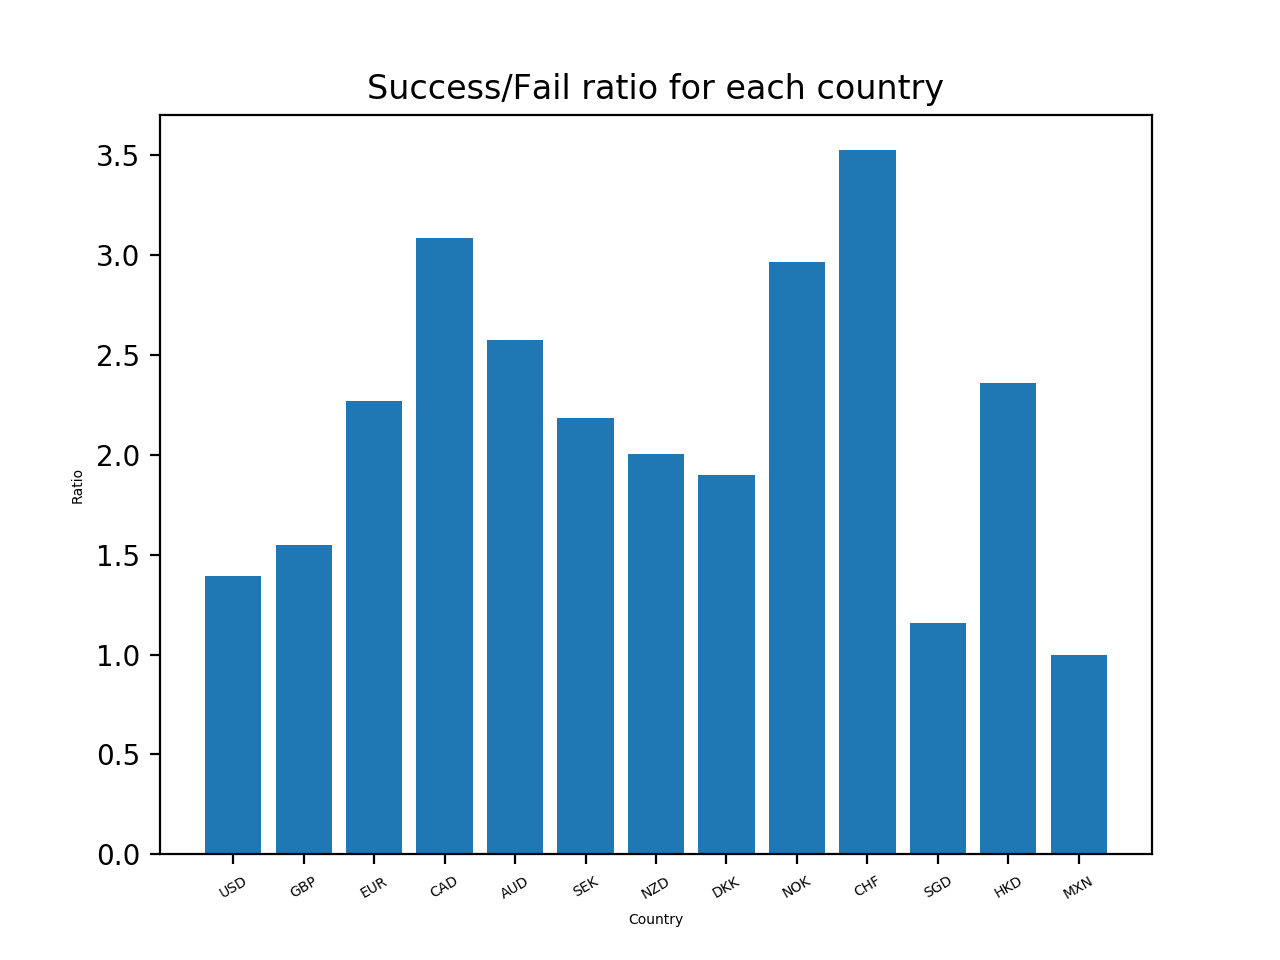 Success/Fail ratio for each country
3.5
3.0
2.5
2.0
1.5
1.0
0.5
0.0
Ratio
USD GBP EUR CAD AUD SEK NZD DKK NOK CHF SGD HKD MXN
Country